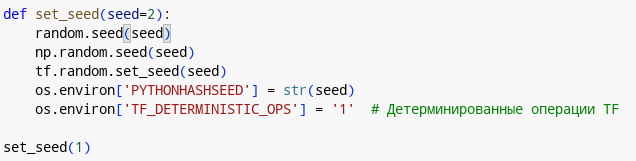 def set_seed(seed=2):
    random.seed(seed)
    np.random.seed(seed)
    tf.random.set_seed(seed)
    os.environ['PYTHONHASHSEED'] = str(seed)
    os.environ['TF_DETERMINISTIC_OPS'] = '1'  # Детерминированные операции TF

set_seed(1)